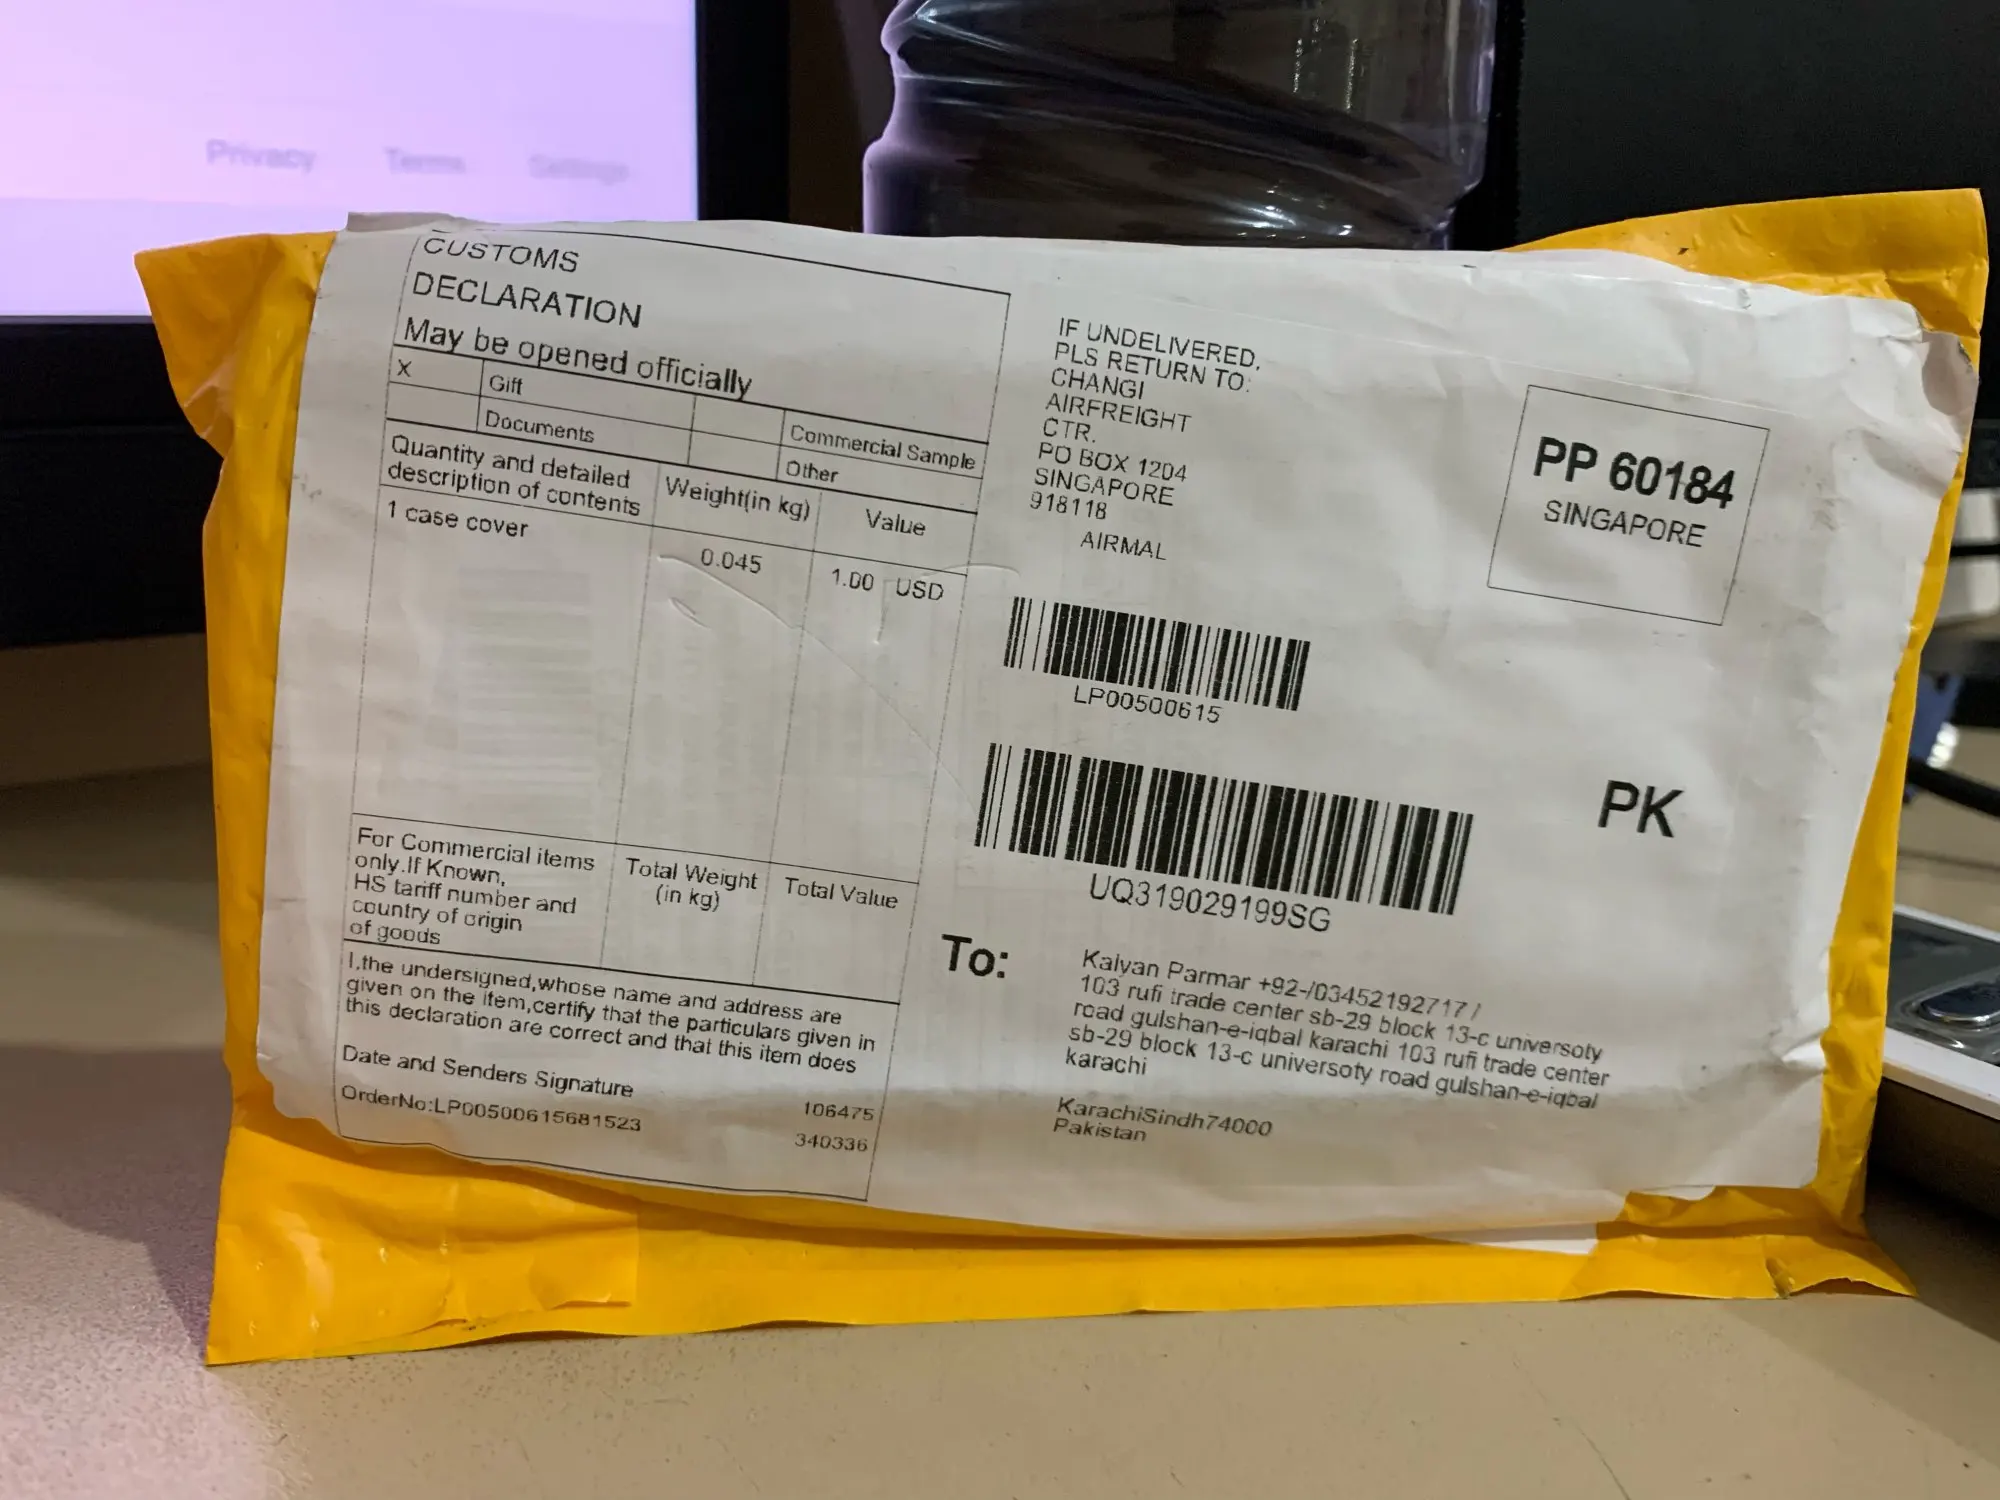 Privacy Terms Settings
CUSTOMS
DECLARATION
May be opened officially
X Gift Commercial Sample
Documents Other
Quantity and detailed
description of contents
Weight(in kg)
Value
1 case cover
0.045
1.00 USD
For Commercial items
only.If Known,
HS tariff number and
country of origin
of goods
Total Weight
(in kg)
Total Value
I,the undersigned,whose name and address are
given on the item,certify that the particulars given in
this declaration are correct and that this item does
Date and Senders Signature
106475
OrderNo:LP00500615681523
340336
IF UNDELIVERED,
PLS RETURN TO:
CHANGI
AIRFREIGHT
CTR.
PO BOX 1204
SINGAPORE
918118
AIRMAL
PP 60184
SINGAPORE
LP00500615
PK
UQ319029199SG
To:
Kalyan Parmar +92-/03452192717/
103 rufi trade center sb-29 block 13-c universoty
road gulshan-e-iqbal karachi 103 rufi trade center
sb-29 block 13-c universoty road gulshan-e-iqbal
karachi
KarachiSindh74000
Pakistan